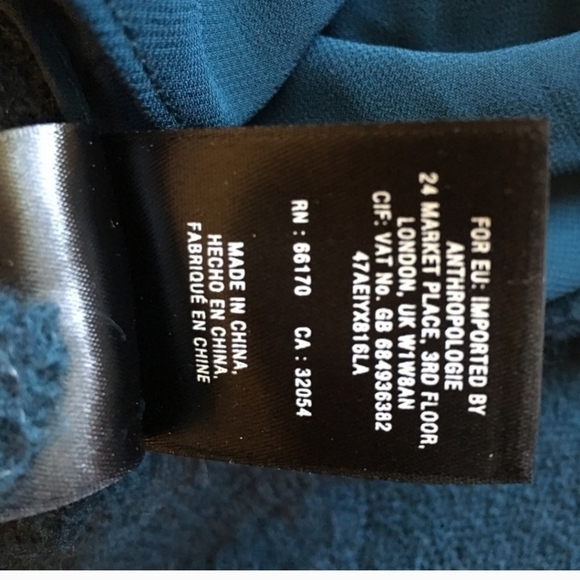 FOR EU: IMPORTED BY
ANTHROPOLOGIE
24 MARKET PLACE, 3RD FLOOR,
LONDON, UK W1W8AN
CIF: VAT No. GB 684936382
47AEIYX816LA
RN : 66170 CA : 32054
MADE IN CHINA,
HECHO EN CHINA,
FABRIQUÉ EN CHINE